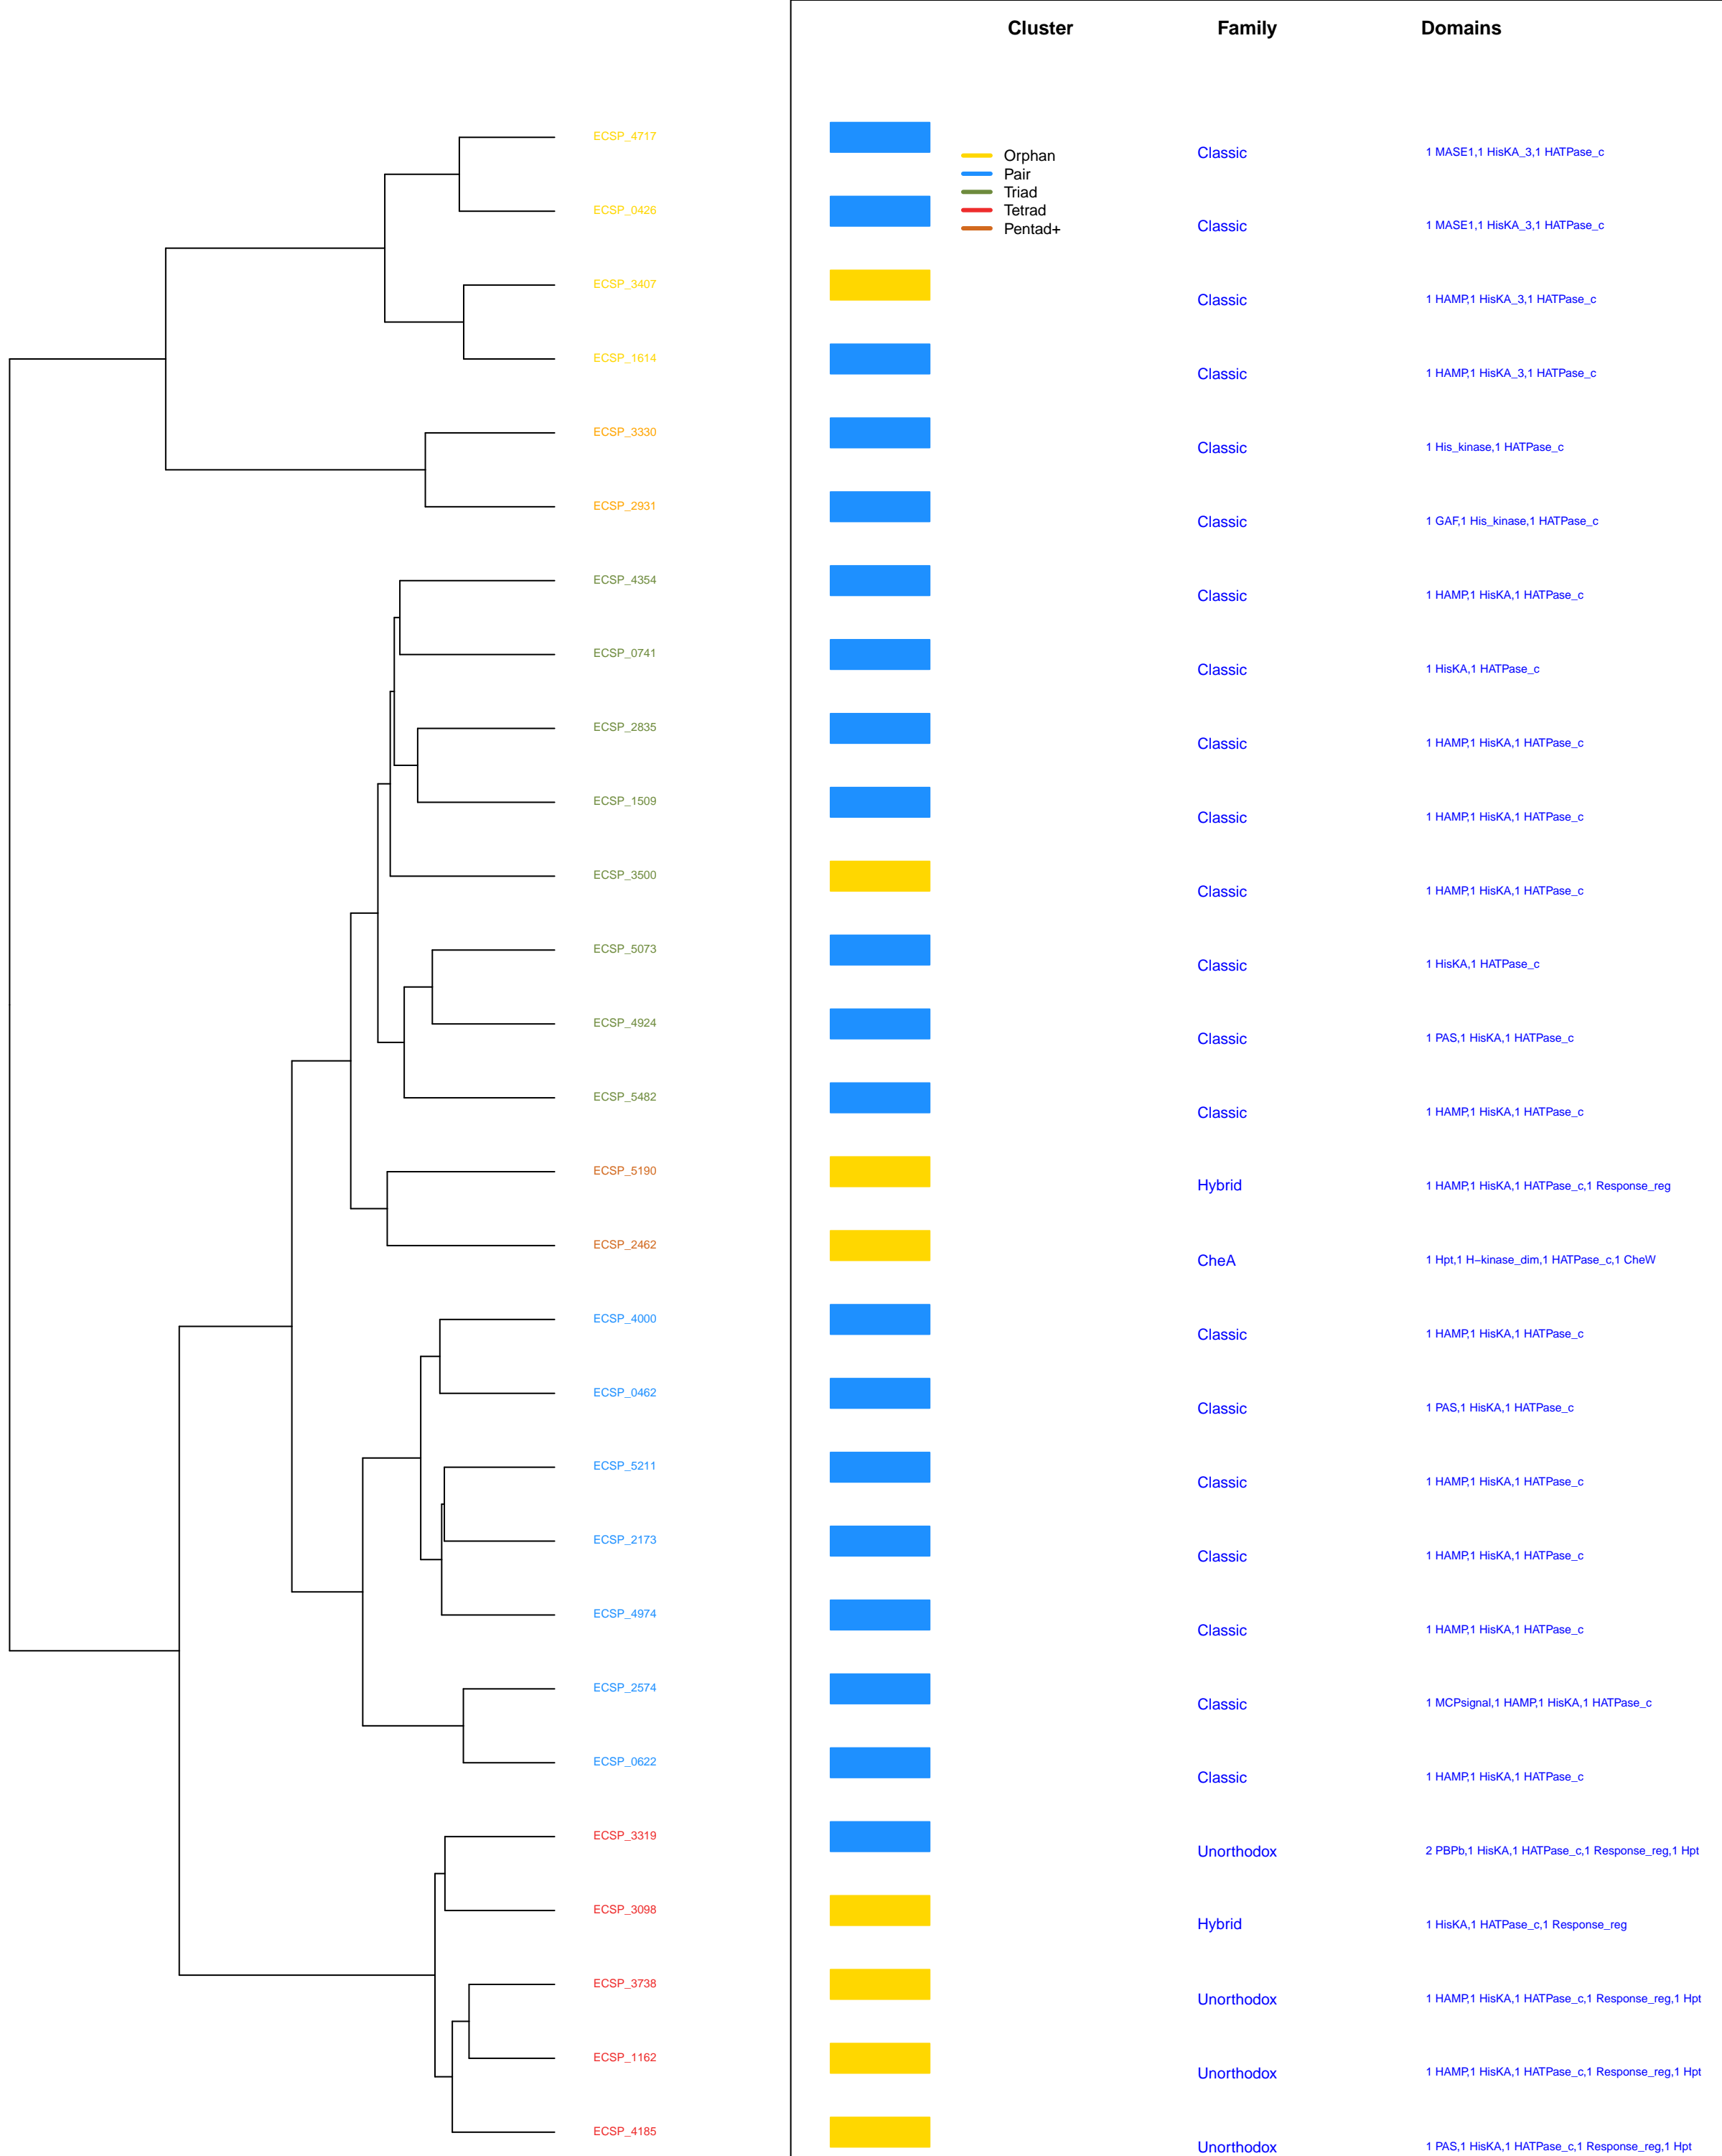 Cluster Family Domains
ECSP_4717 Classic 1 MASE1,1 HisKA_3,1 HATPase_c
Orphan
Pair
Triad
Tetrad
Pentad+
ECSP_0426 Classic 1 MASE1,1 HisKA_3,1 HATPase_c
ECSP_3407 Classic 1 HAMP,1 HisKA_3,1 HATPase_c
ECSP_1614 Classic 1 HAMP,1 HisKA_3,1 HATPase_c
ECSP_3330 Classic 1 His_kinase,1 HATPase_c
ECSP_2931 Classic 1 GAF,1 His_kinase,1 HATPase_c
ECSP_4354 Classic 1 HAMP,1 HisKA,1 HATPase_c
ECSP_0741 Classic 1 HisKA,1 HATPase_c
ECSP_2835 Classic 1 HAMP,1 HisKA,1 HATPase_c
ECSP_1509 Classic 1 HAMP,1 HisKA,1 HATPase_c
ECSP_3500 Classic 1 HAMP,1 HisKA,1 HATPase_c
ECSP_5073 Classic 1 HisKA,1 HATPase_c
ECSP_4924 Classic 1 PAS,1 HisKA,1 HATPase_c
ECSP_5482 Classic 1 HAMP,1 HisKA,1 HATPase_c
ECSP_5190 Hybrid 1 HAMP,1 HisKA,1 HATPase_c,1 Response_reg
ECSP_2462 CheA 1 Hpt,1 H−kinase_dim,1 HATPase_c,1 CheW
ECSP_4000 Classic 1 HAMP,1 HisKA,1 HATPase_c
ECSP_0462 Classic 1 PAS,1 HisKA,1 HATPase_c
ECSP_5211 Classic 1 HAMP,1 HisKA,1 HATPase_c
ECSP_2173 Classic 1 HAMP,1 HisKA,1 HATPase_c
ECSP_4974 Classic 1 HAMP,1 HisKA,1 HATPase_c
ECSP_2574 Classic 1 MCPsignal,1 HAMP,1 HisKA,1 HATPase_c
ECSP_0622 Classic 1 HAMP,1 HisKA,1 HATPase_c
ECSP_3319 Unorthodox 2 PBPb,1 HisKA,1 HATPase_c,1 Response_reg,1 Hpt
ECSP_3098 Hybrid 1 HisKA,1 HATPase_c,1 Response_reg
ECSP_3738 Unorthodox 1 HAMP,1 HisKA,1 HATPase_c,1 Response_reg,1 Hpt
ECSP_1162 Unorthodox 1 HAMP,1 HisKA,1 HATPase_c,1 Response_reg,1 Hpt
ECSP_4185 Unorthodox 1 PAS,1 HisKA,1 HATPase_c,1 Response_reg,1 Hpt